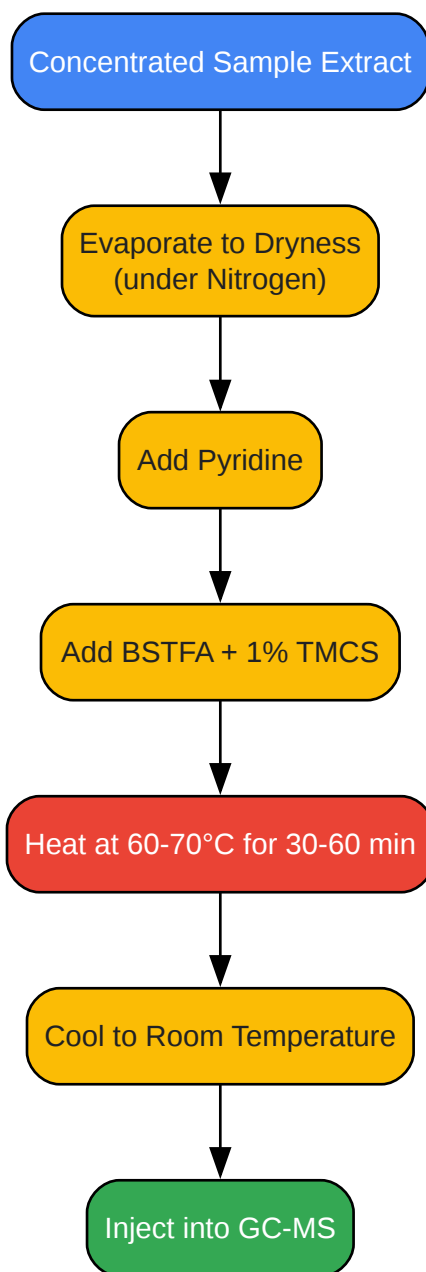 Concentrated Sample Extract
Evaporate to Dryness
(under Nitrogen)
Add Pyridine
Add BSTFA + 1% TMCS
Heat at 60-70°C for 30-60 min
Cool to Room Temperature
Inject into GC-MS